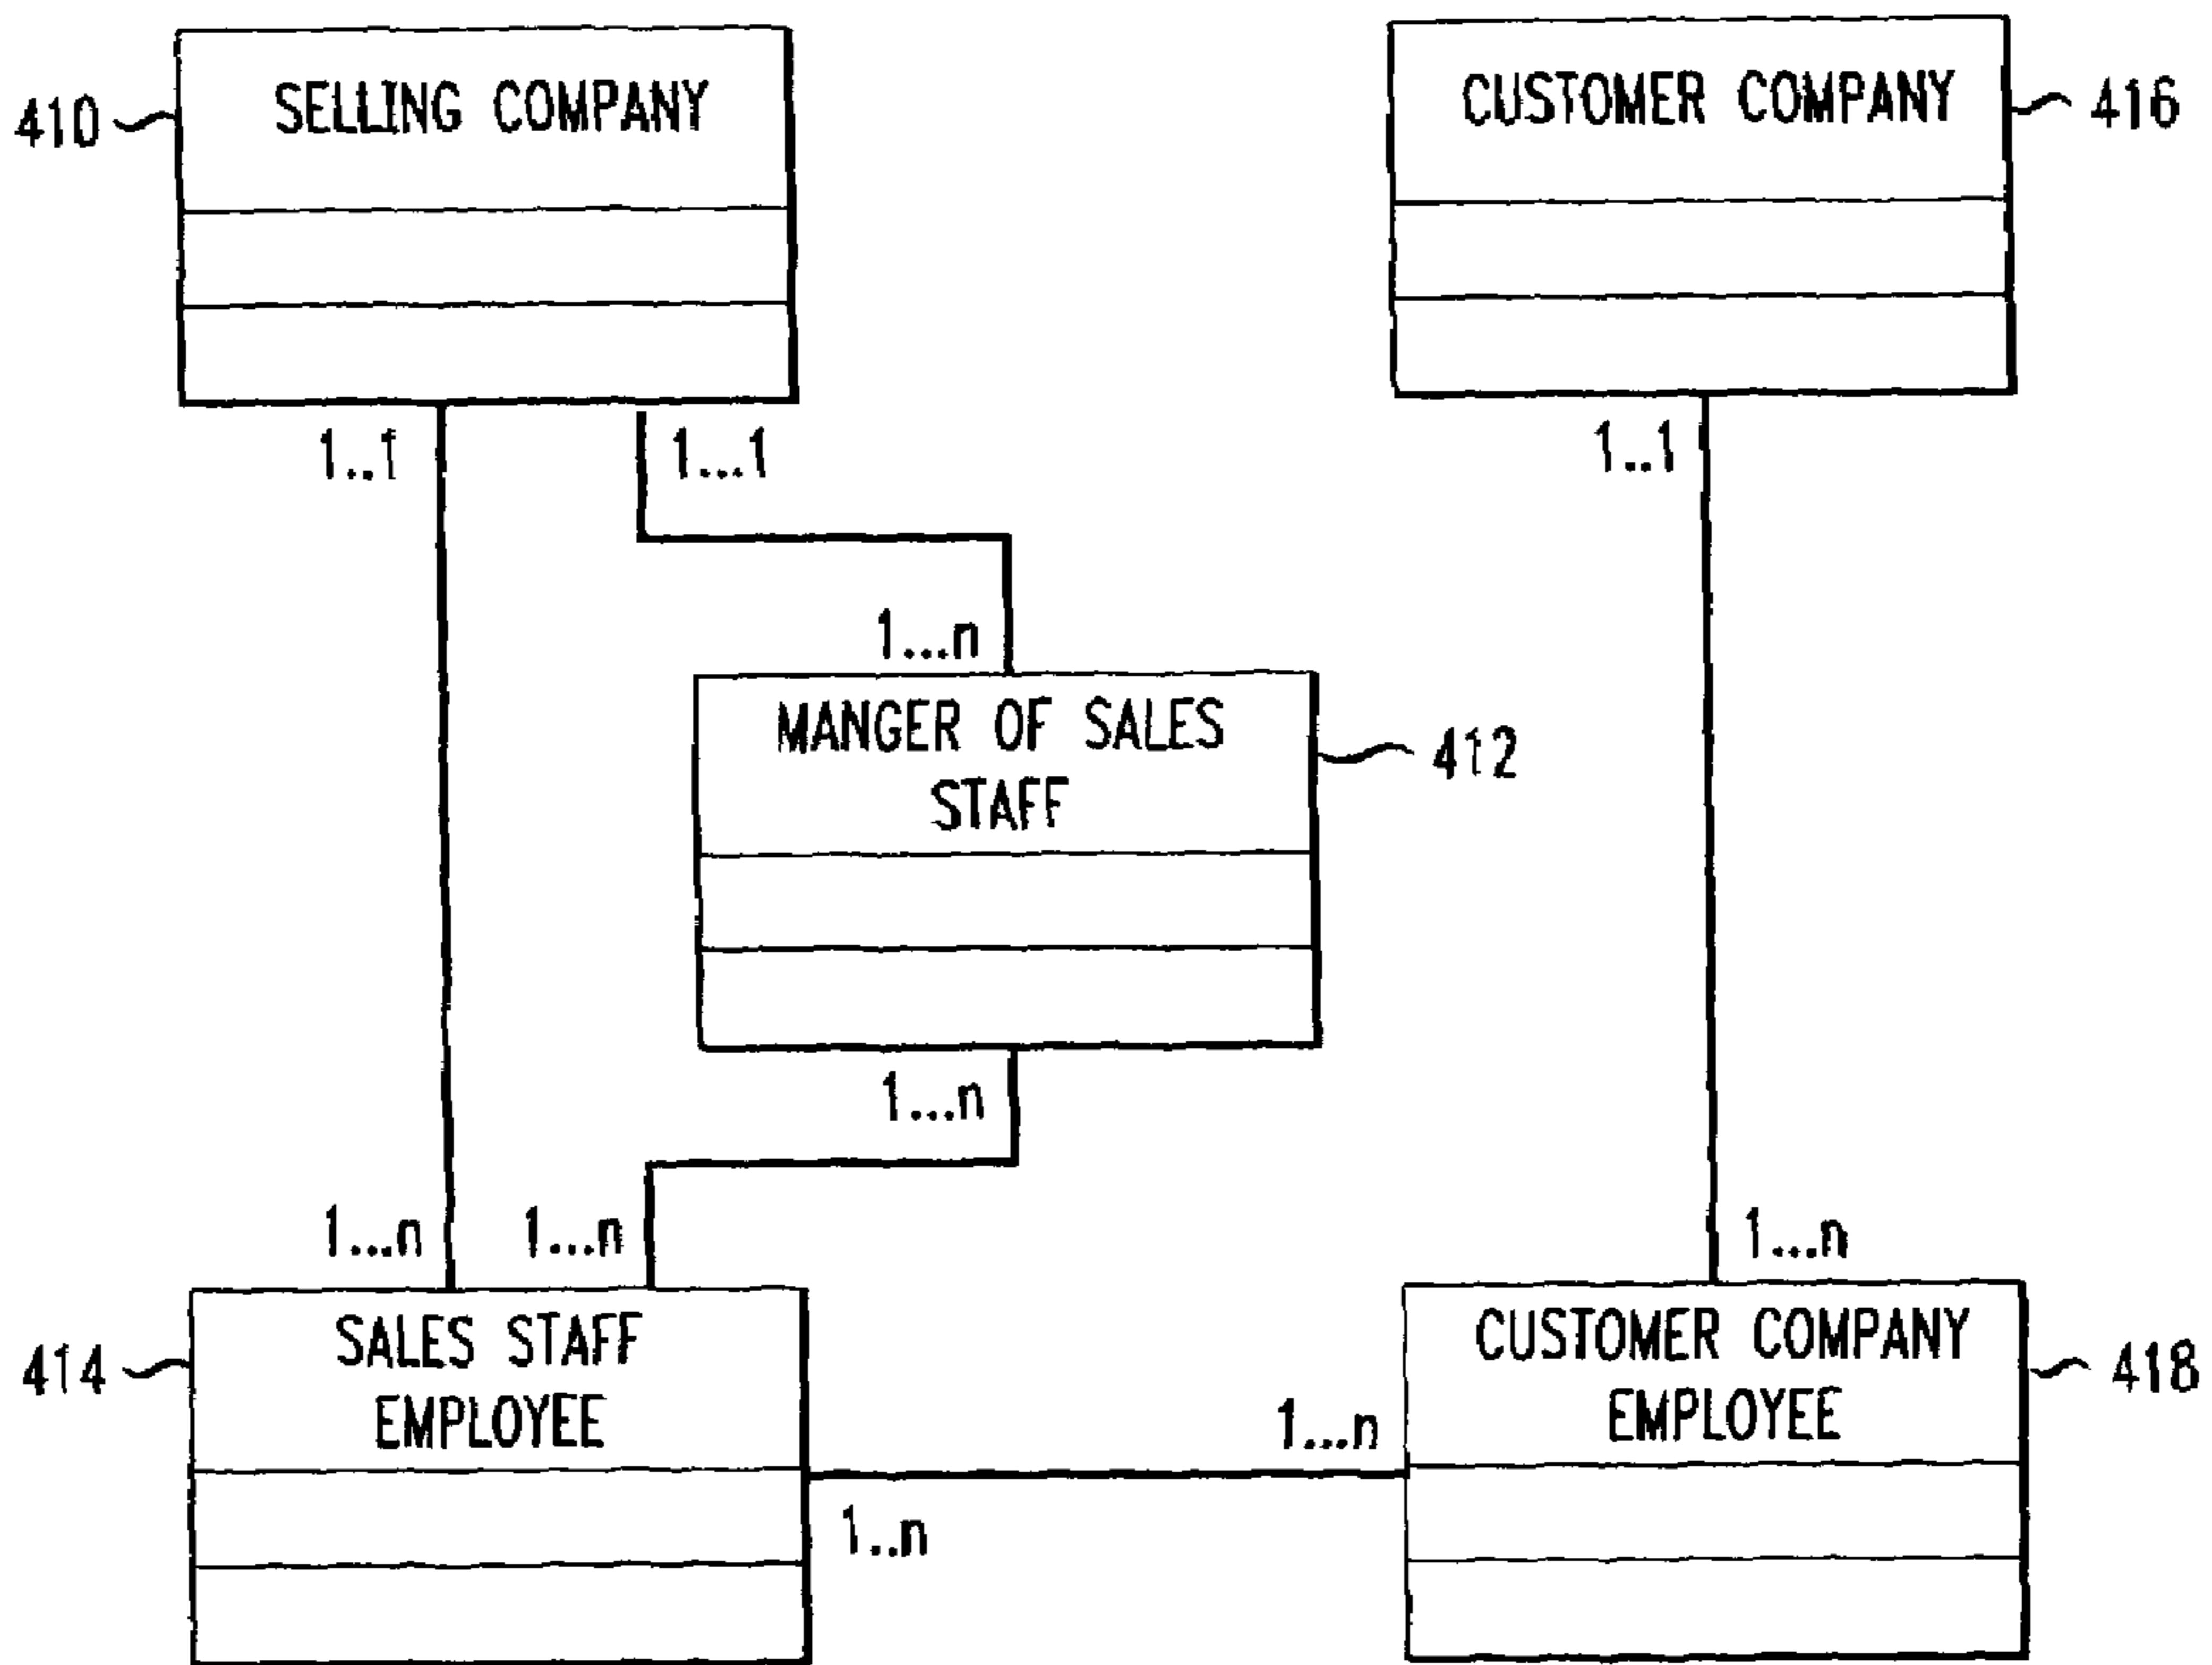 SELLING COMPANY
410
CUSTOMER COMPANY
416
1..1
1...1
1..1
1...n
MANGER OF SALES
STAFF
412
1...n
1...n
1...n
1...n
SALES STAFF
EMPLOYEE
414
CUSTOMER COMPANY
EMPLOYEE
418
1...n
1..n